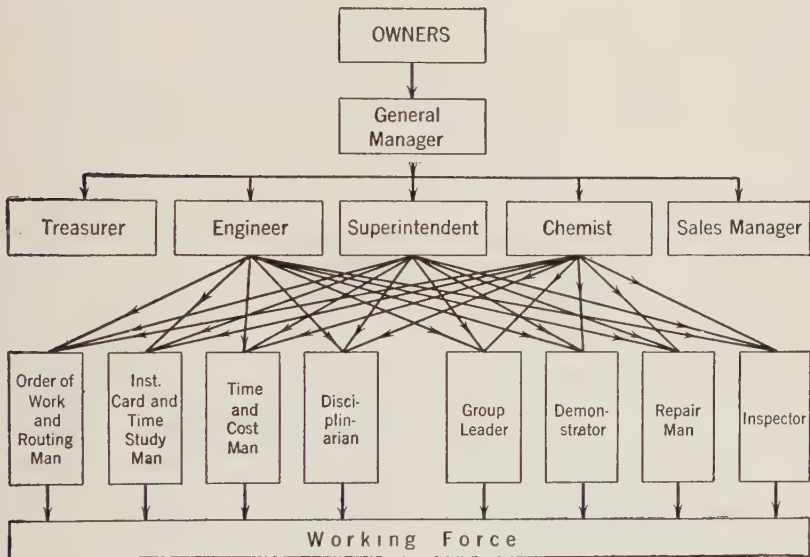 OWNERS
General
Manager
Treasurer
Engineer
Superintendent
Chemist
Sales Manager
Order of
Work
and
Routing
Man
Inst.
Card and
Time
Study
Man
Time
and
Cost
Man
Disci-
plin-
arian
Group
Leader
Demon-
strator
Repair
Man
Inspector
Working Force